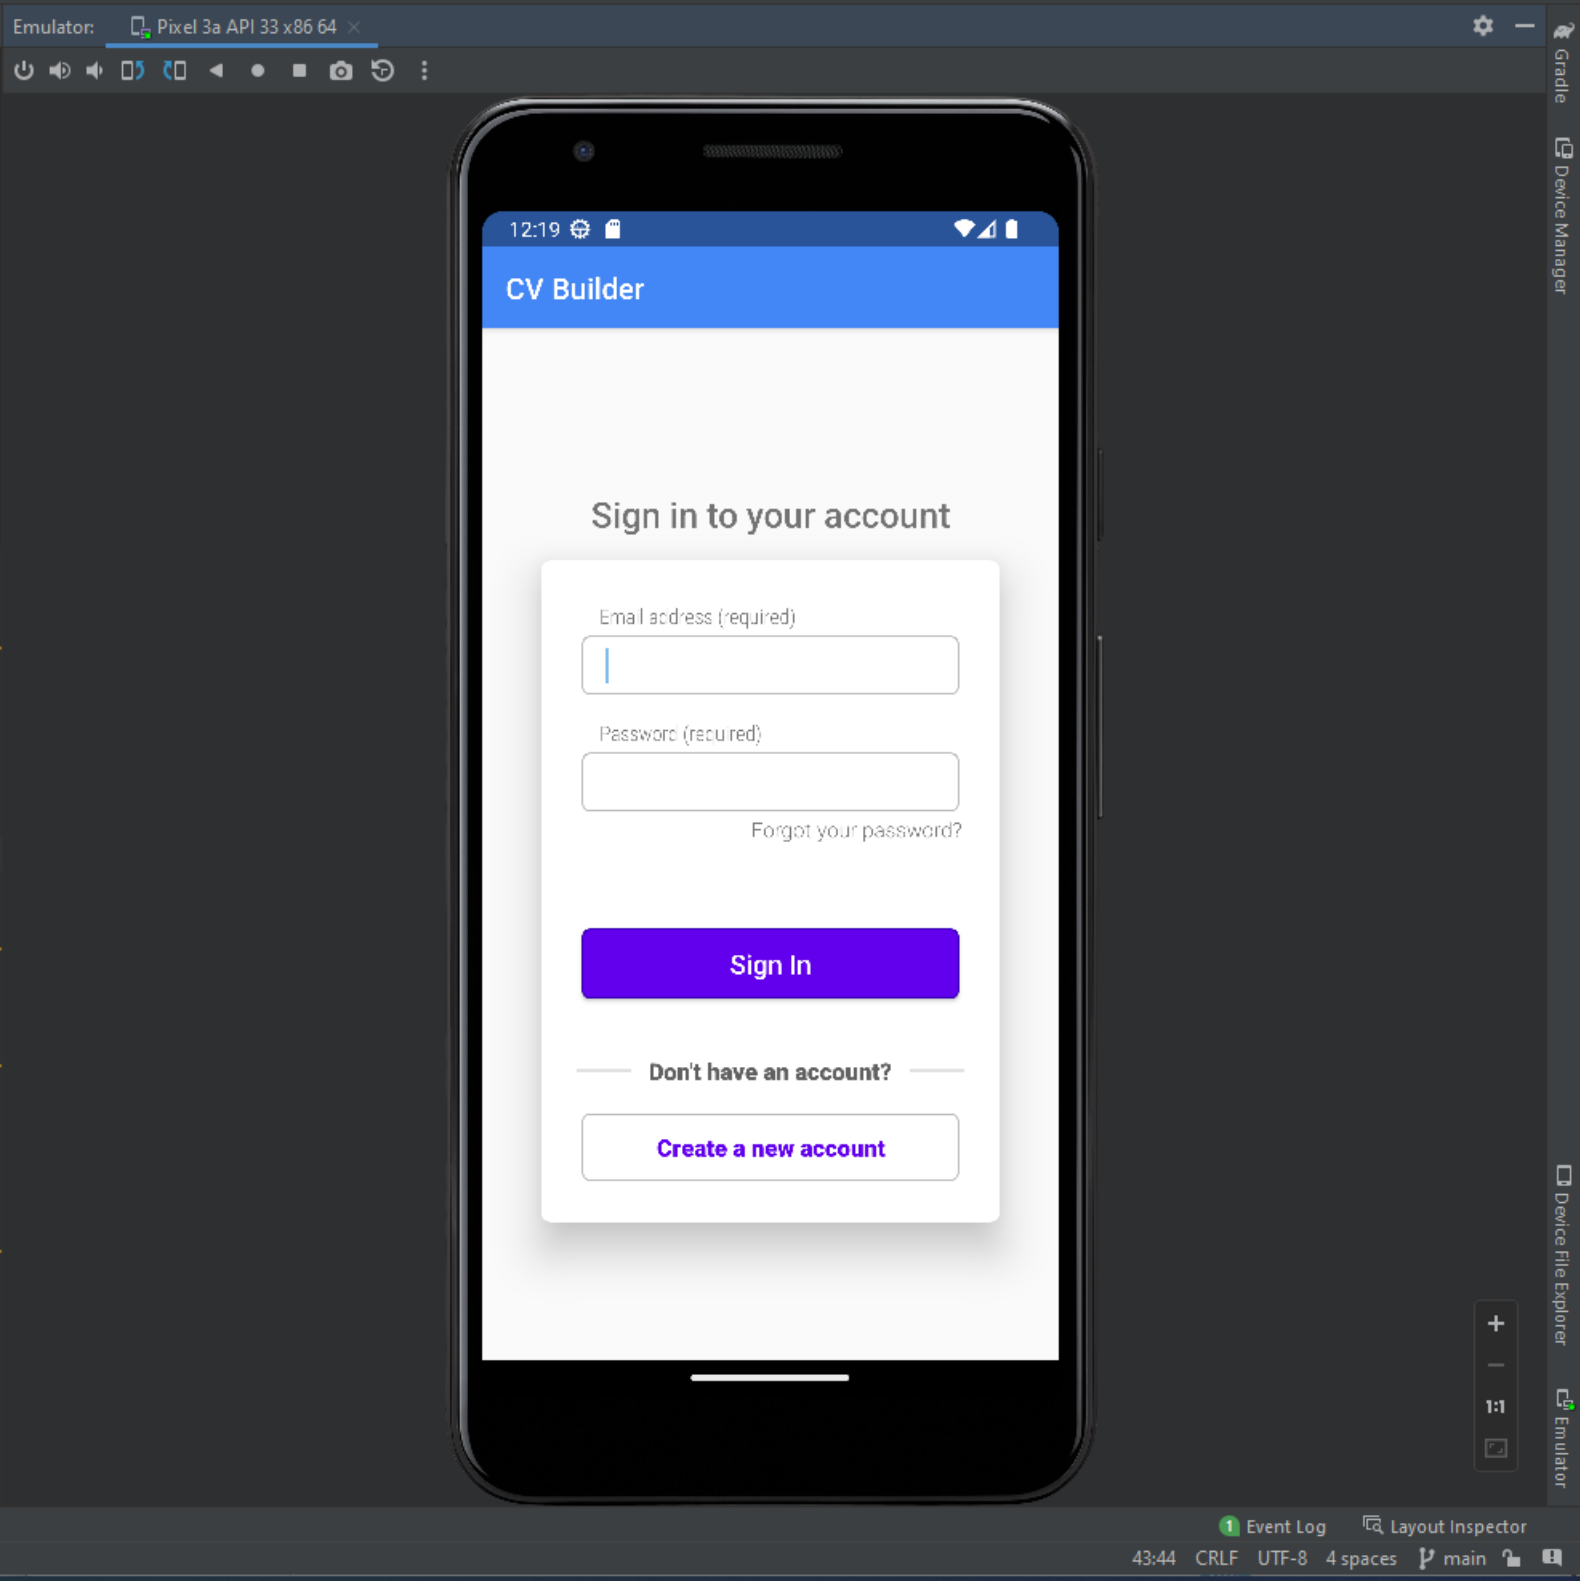 Emulator: Pixel 3a API 33 x86 64
Gradle
Device Manager
12:19
CV Builder
Sign in to your account
Email address (required)
Password (required)
Forgot your password?
Sign In
Don't have an account?
Create a new account
Device File Explorer
1:1
Emulator
1 Event Log Layout Inspector
43:44 CRLF UTF-8 4 spaces main